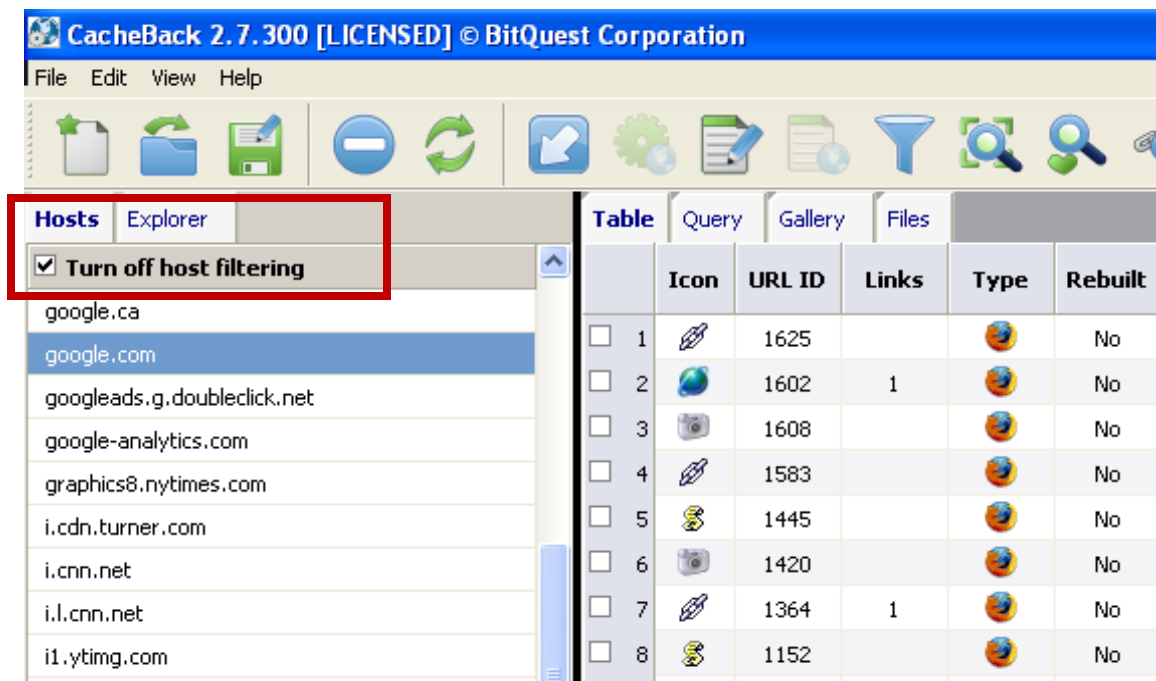 CacheBack 2.7.300 [LICENSED] © BitQuest Corporation
File Edit View Help
Hosts Explorer
Turn off host filtering
google.ca
google.com
googleads.g.doubleclick.net
google-analytics.com
graphics8.nytimes.com
i.cdn.turner.com
i.cnn.net
i.l.cnn.net
i1.ytimg.com
Table Query Gallery Files
Icon URL ID Links Type Rebuilt
1 1625 No
2 1602 1 No
3 1608 No
4 1583 No
5 1445 No
6 1420 No
7 1364 1 No
8 1152 No